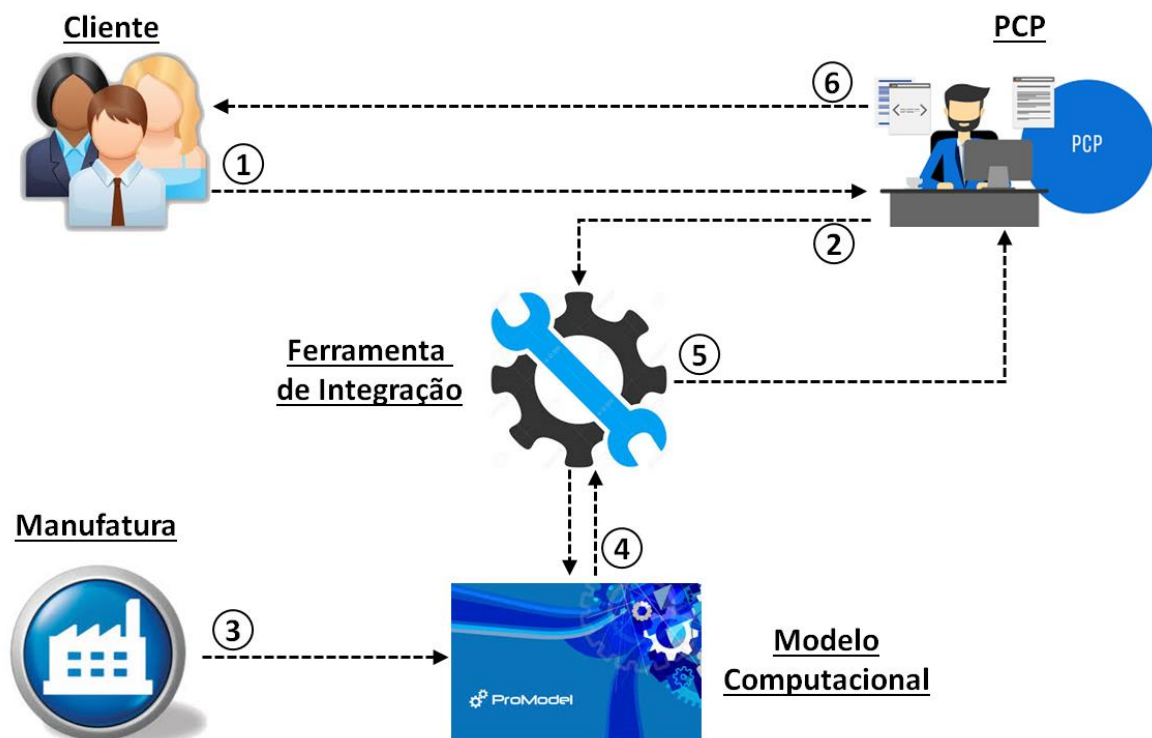 Cliente
PCP
6
PCP
1
2
Ferramenta
de Integração
5
Manufatura
4
3
Modelo
Computacional
ProModel